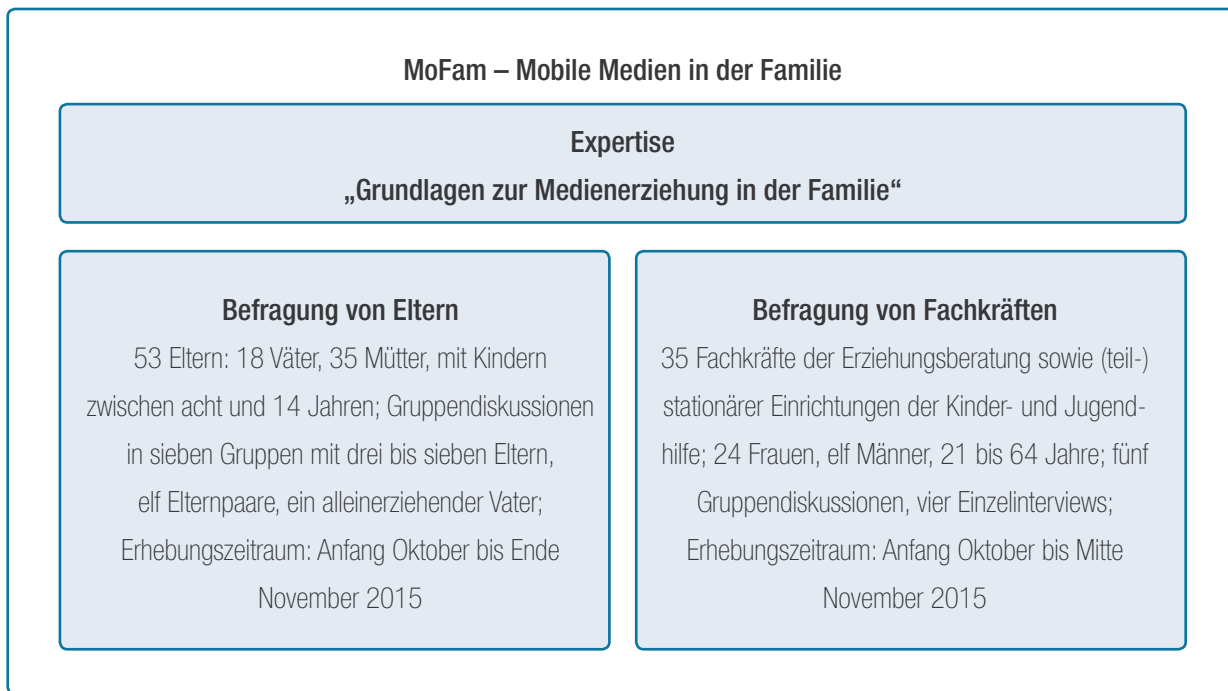 MoFam – Mobile Medien in der Familie
Expertise
„Grundlagen zur Medienerziehung in der Familie“
Befragung von Eltern
53 Eltern: 18 Väter, 35 Mütter, mit Kindern
zwischen acht und 14 Jahren; Gruppendiskussionen
in sieben Gruppen mit drei bis sieben Eltern,
elf Elternpaare, ein alleinerziehender Vater;
Erhebungszeitraum: Anfang Oktober bis Ende
November 2015
Befragung von Fachkräften
35 Fachkräfte der Erziehungsberatung sowie (teil-)
stationärer Einrichtungen der Kinder- und Jugend-
hilfe; 24 Frauen, elf Männer, 21 bis 64 Jahre; fünf
Gruppendiskussionen, vier Einzelinterviews;
Erhebungszeitraum: Anfang Oktober bis Mitte
November 2015